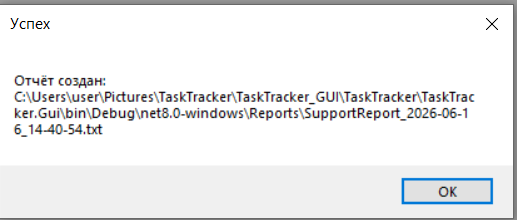 Успех
Отчёт создан:
C:\Users\user\Pictures\TaskTracker\TaskTracker_GUI\TaskTracker\TaskTrac
ker.Gui\bin\Debug\net8.0-windows\Reports\SupportReport_2026-06-1
6_14-40-54.txt
OK